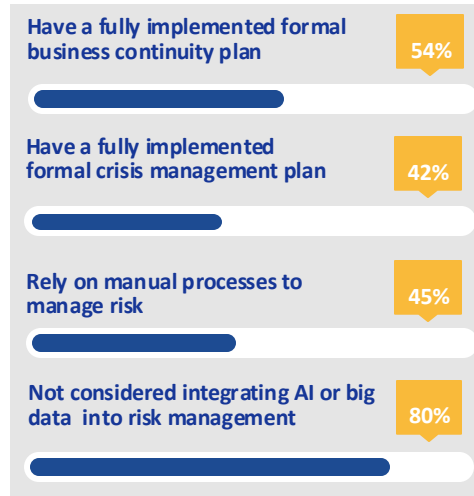 Have a fully implemented formal
business continuity plan
54%
Have a fully implemented
formal crisis management plan
42%
Rely on manual processes to
manage risk
45%
Not considered integrating AI or big
data into risk management
80%